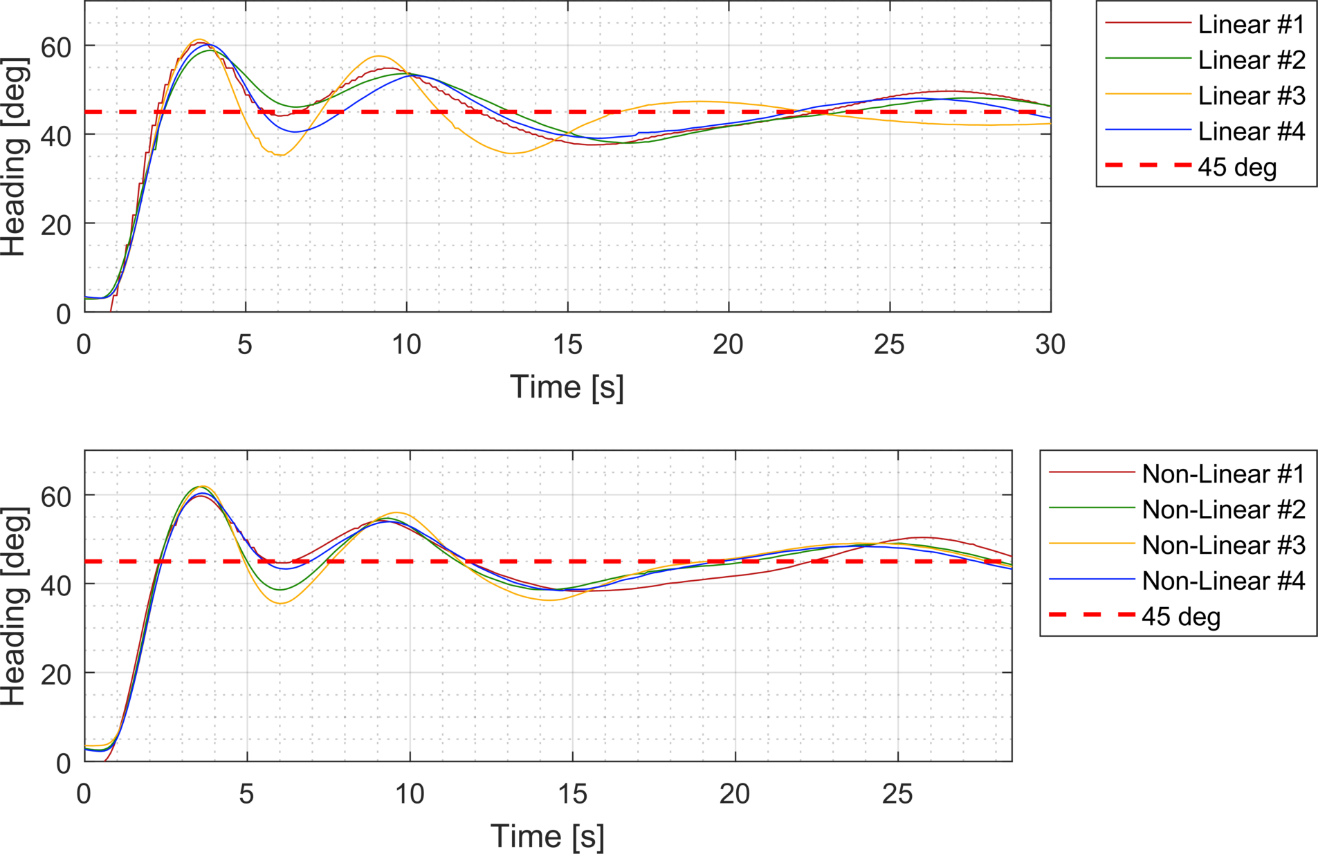 Heading [deg]
60
40
20
0
0 5 10 15 20 25 30
Time [s]
Linear #1
Linear #2
Linear #3
Linear #4
45 deg
Heading [deg]
60
40
20
0
0 5 10 15 20 25
Time [s]
Non-Linear #1
Non-Linear #2
Non-Linear #3
Non-Linear #4
45 deg